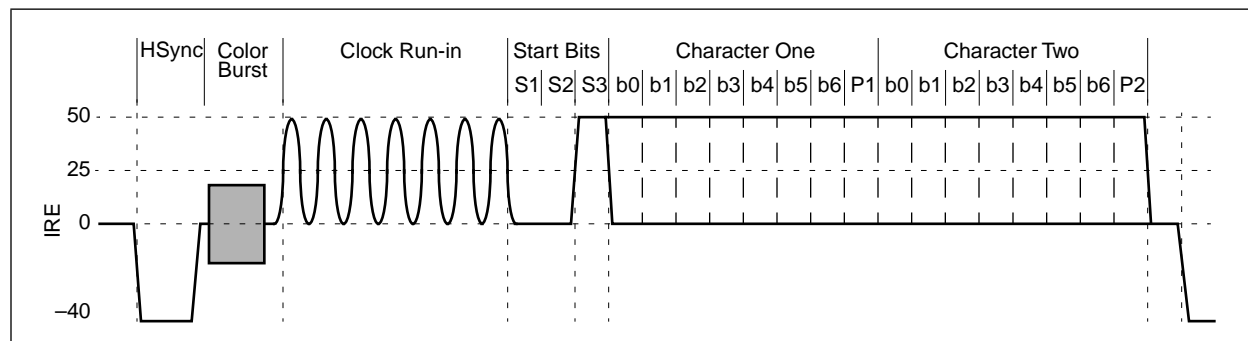 HSync Color Burst Clock Run-in Start Bits Character One Character Two
S1 S2 S3 b0 b1 b2 b3 b4 b5 b6 P1 b0 b1 b2 b3 b4 b5 b6 P2
50
25
0
IRE
–40